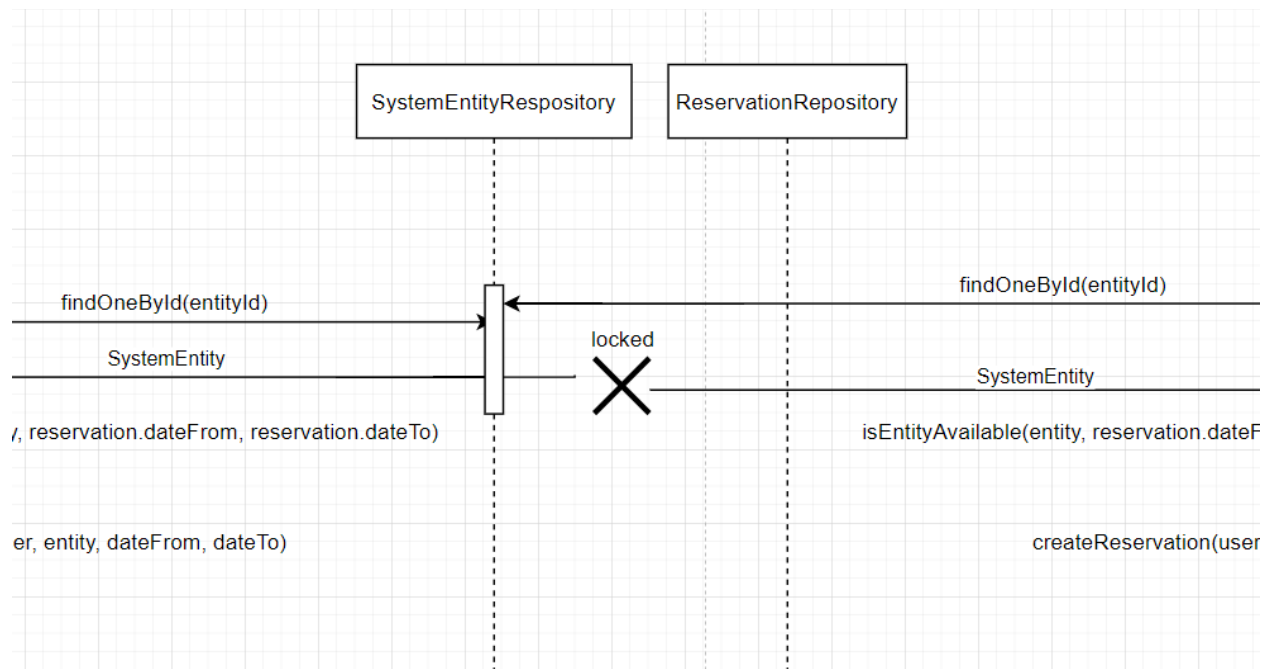 SystemEntityRespository
ReservationRepository
findOneById(entityId)
findOneById(entityId)
locked
SystemEntity
SystemEntity
, reservation.dateFrom, reservation.dateTo)
isEntityAvailable(entity, reservation.dateF
er, entity, dateFrom, dateTo)
createReservation(user